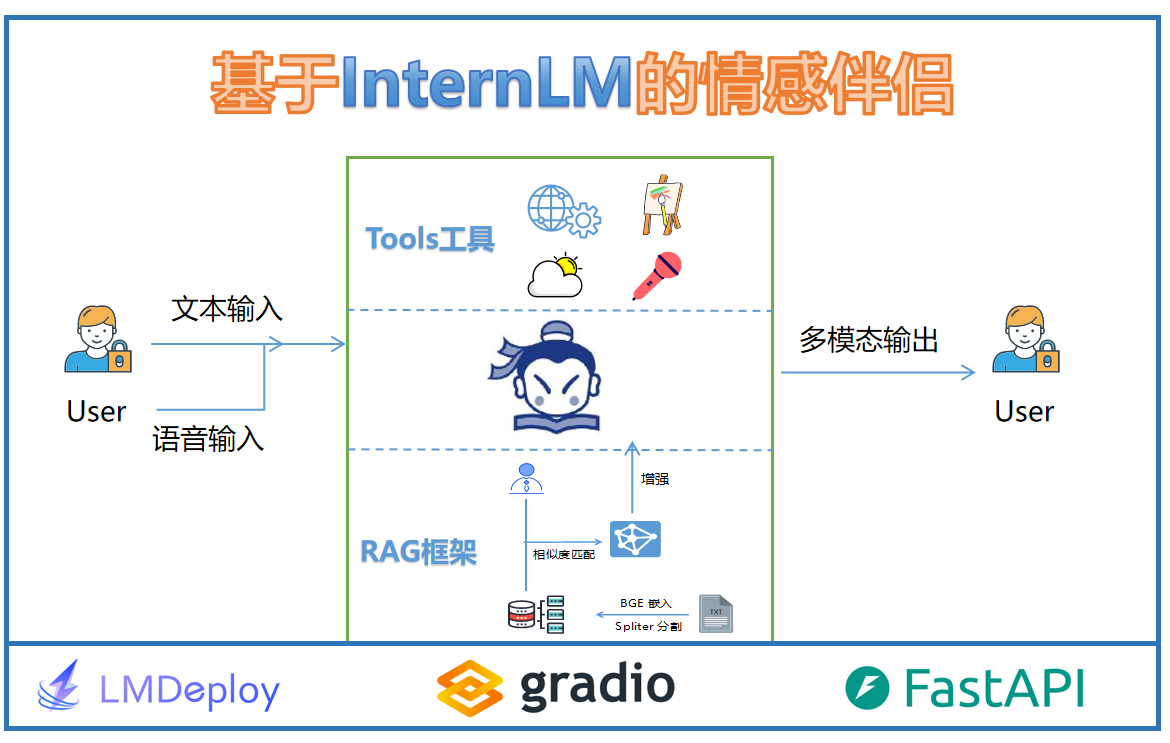 基于InternLM的情感伴侣
Tools工具
文本输入
User
语音输入
多模态输出
User
增强
RAG框架
相似度匹配
BGE 嵌入
Spliter 分割
TXT
LMDeploy
gradio
FastAPI